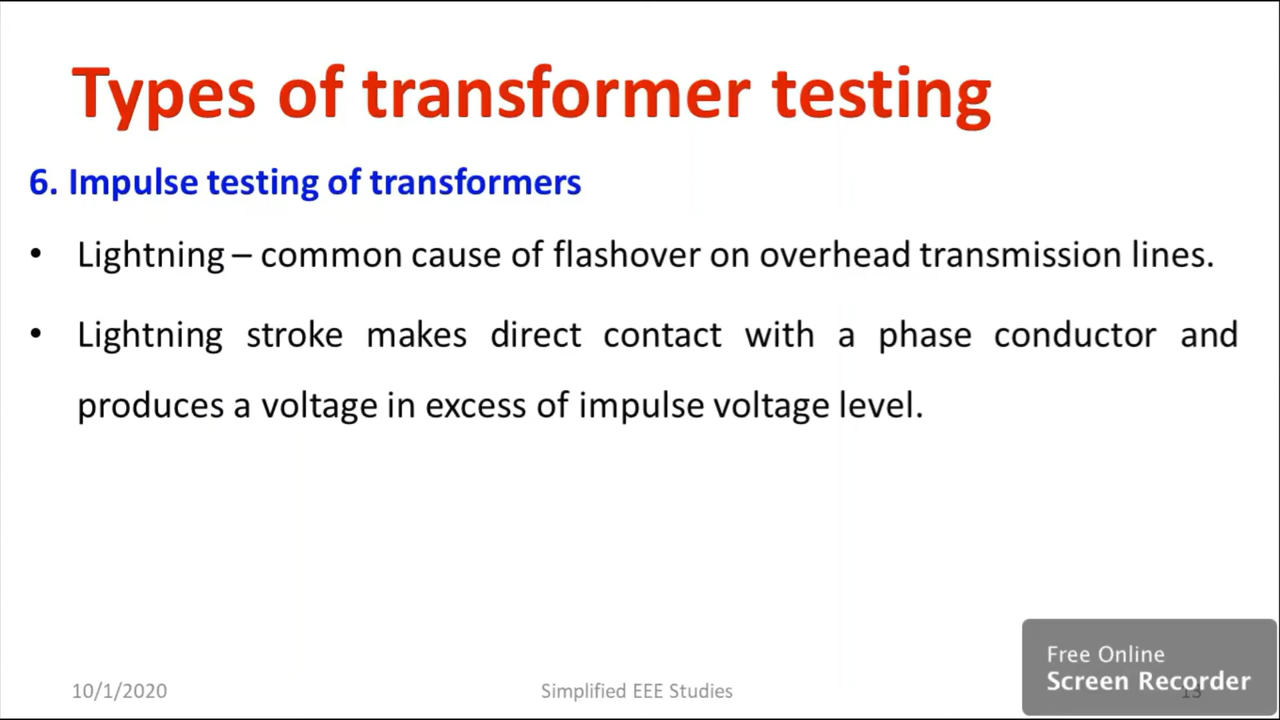 Types of transformer testing
6. Impulse testing of transformers
• Lightning – common cause of flashover on overhead transmission lines.
• Lightning stroke makes direct contact with a phase conductor and
produces a voltage in excess of impulse voltage level.
10/1/2020
Simplified EEE Studies
Free Online
Screen Recorder